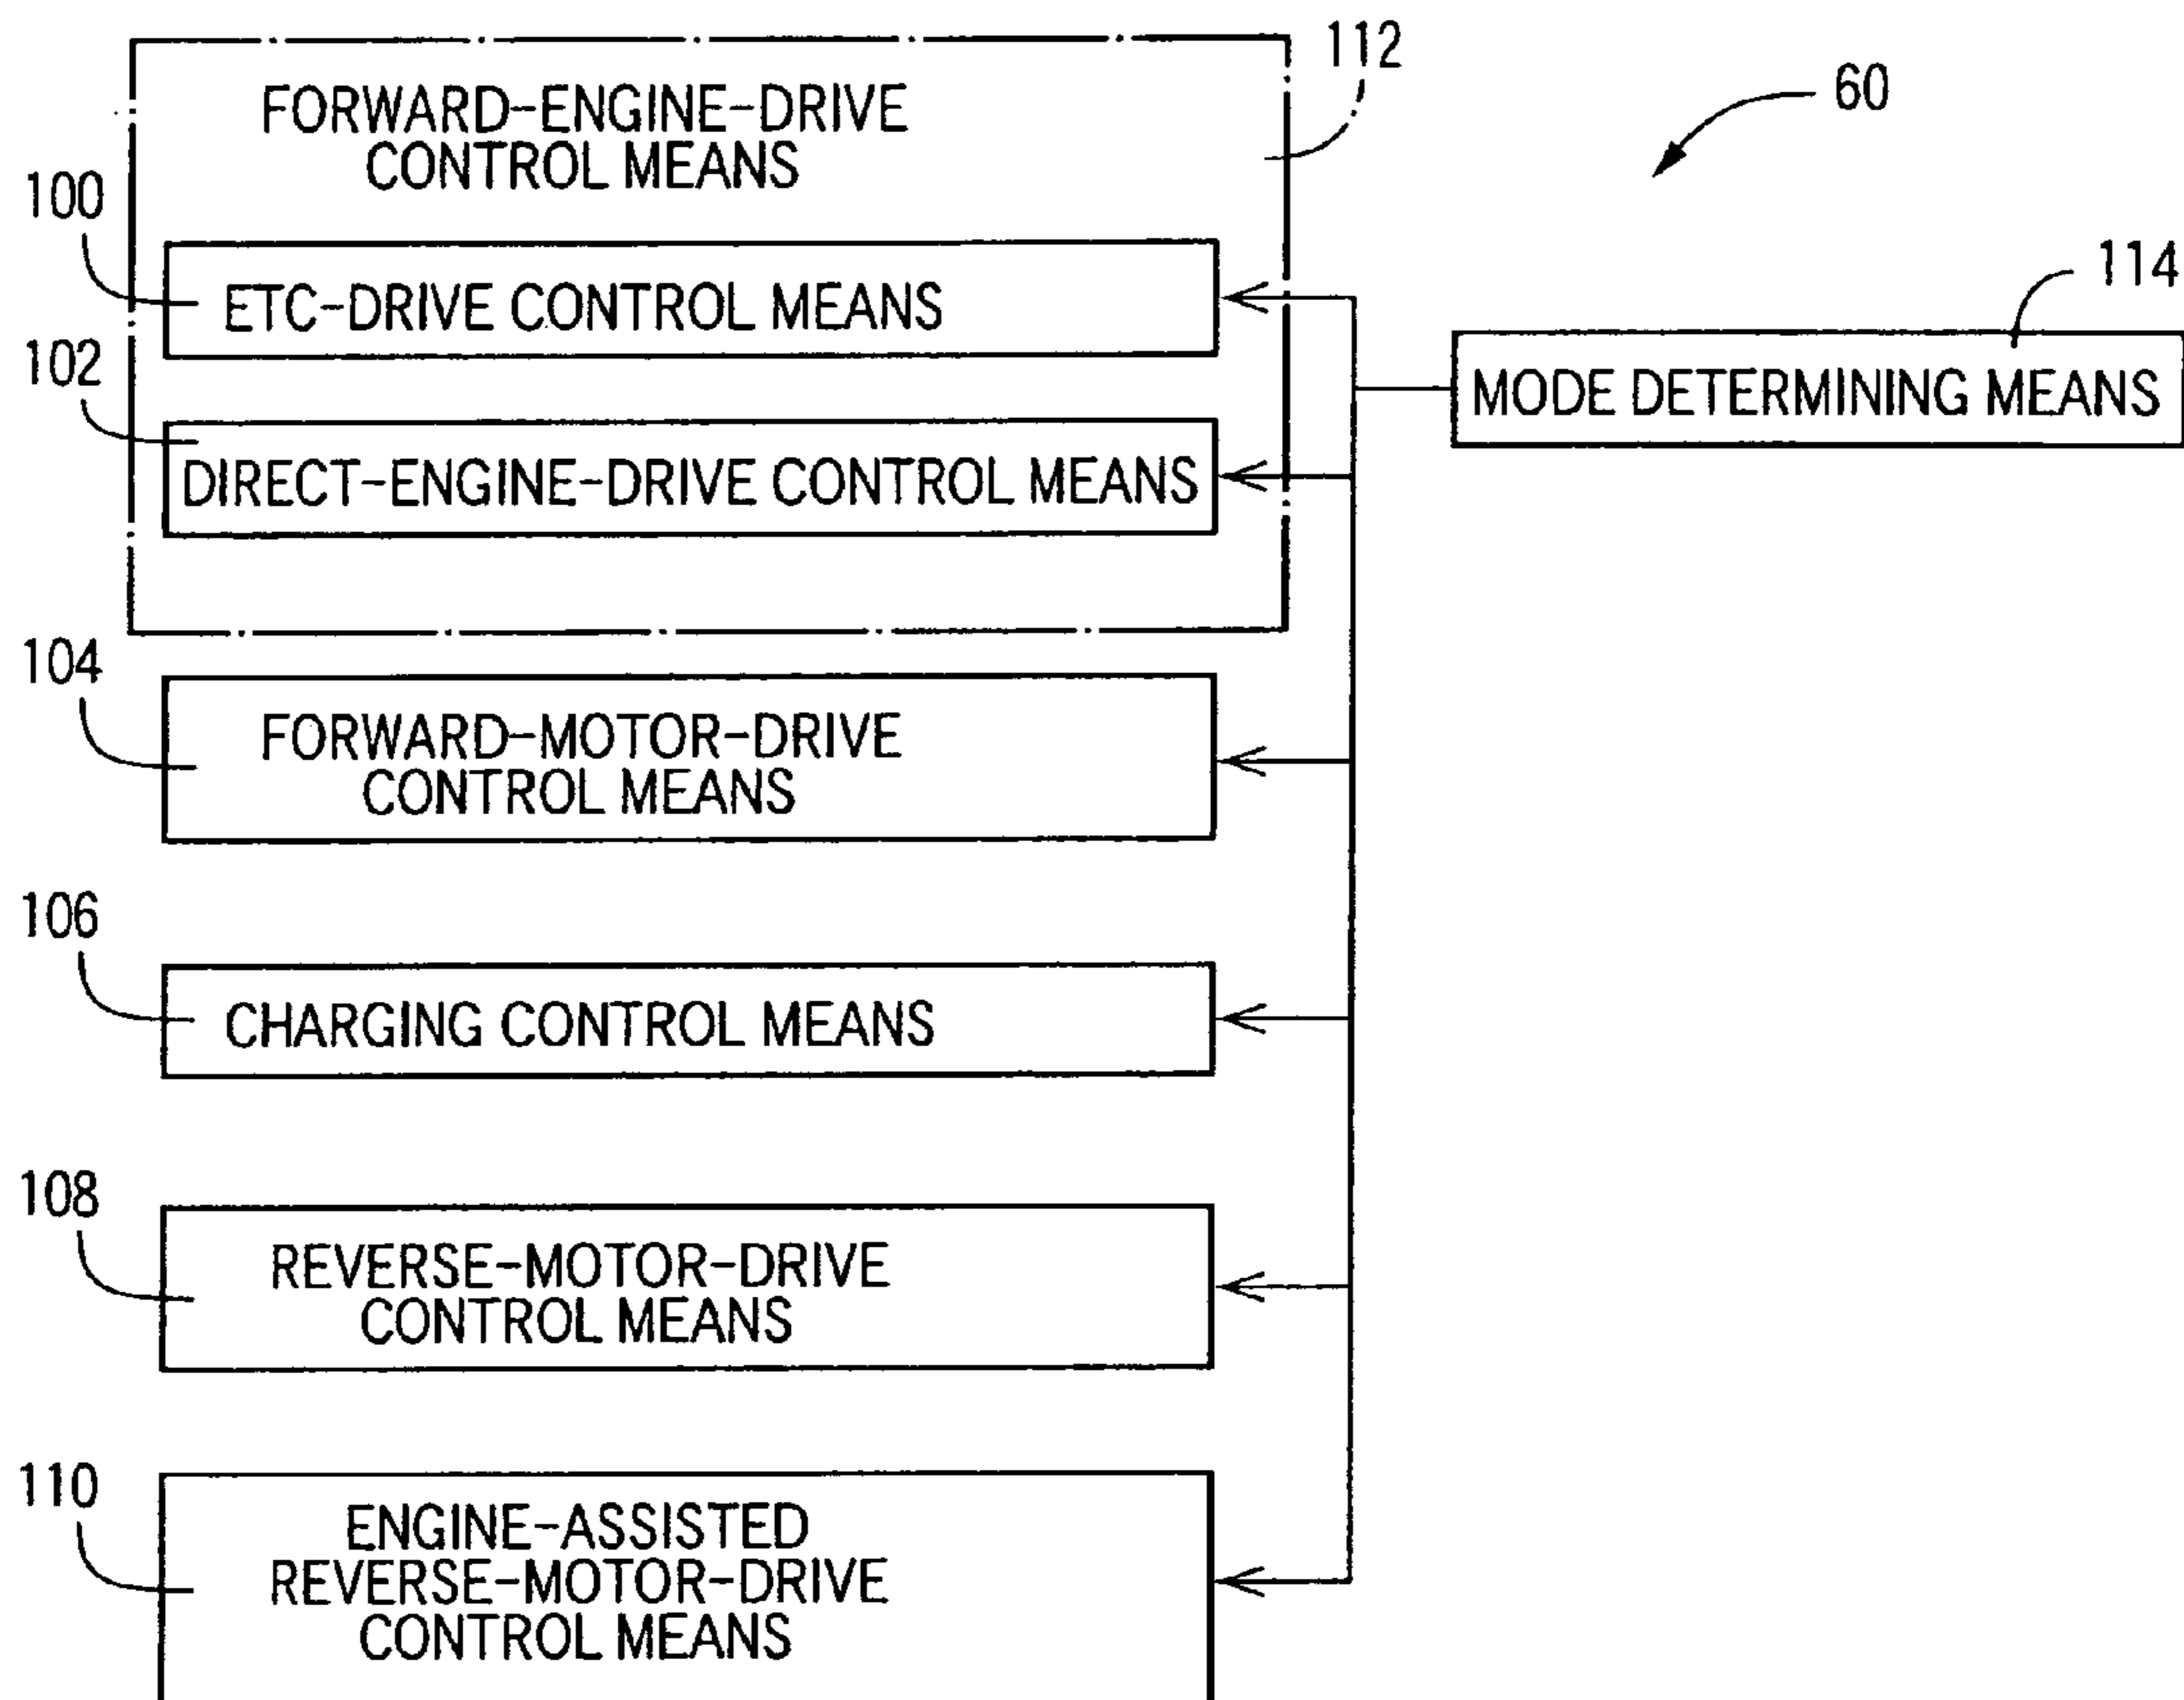 112
60
FORWARD-ENGINE-DRIVE
CONTROL MEANS
100
ETC-DRIVE CONTROL MEANS
114
MODE DETERMINING MEANS
102
DIRECT-ENGINE-DRIVE CONTROL MEANS
104
FORWARD-MOTOR-DRIVE
CONTROL MEANS
106
CHARGING CONTROL MEANS
108
REVERSE-MOTOR-DRIVE
CONTROL MEANS
110
ENGINE-ASSISTED
REVERSE-MOTOR-DRIVE
CONTROL MEANS